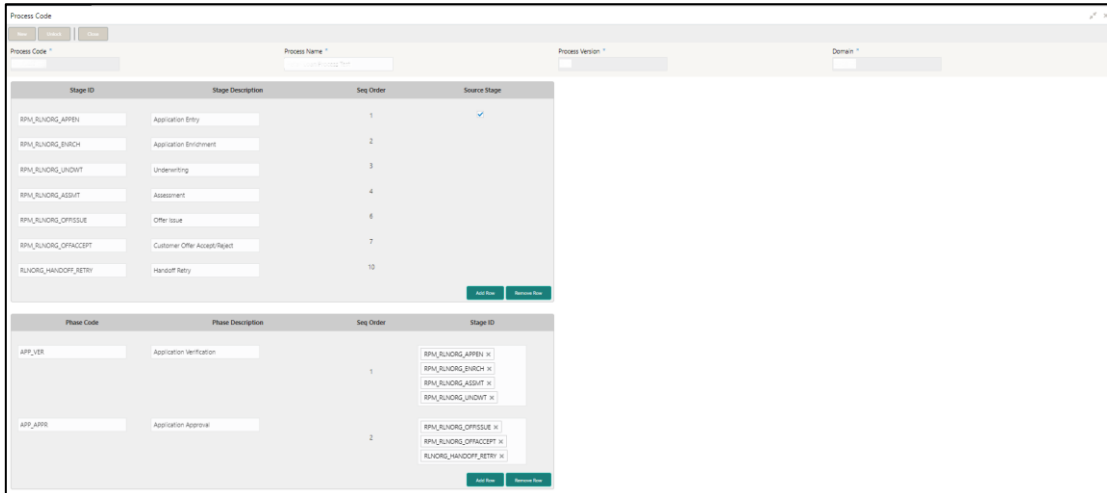 Process Code
New Unlock Close
Process Code * Process Name * Process Version * Domain *
Stage ID Stage Description Seq Order Source Stage
RPM_RLNORG_APPEN Application Entry 1
RPM_RLNORG_ENRCH Application Enrichment 2
RPM_RLNORG_UNDWT Underwriting 3
RPM_RLNORG_ASSMT Assessment 4
RPM_RLNORG_OFFISSUE Offer Issue 6
RPM_RLNORG_OFFACCEPT Customer Offer Accept/Reject 7
RLNORG_HANDOFF_RETRY Handoff Retry 10
Add Row Remove Row
Phase Code Phase Description Seq Order Stage ID
APP_VER Application Verification 1 RPM_RLNORG_APPEN ×
RPM_RLNORG_ENRCH ×
RPM_RLNORG_ASSMT ×
RPM_RLNORG_UNDWT ×
APP_APPR Application Approval 2 RPM_RLNORG_OFFISSUE ×
RPM_RLNORG_OFFACCEPT ×
RLNORG_HANDOFF_RETRY ×
Add Row Remove Row